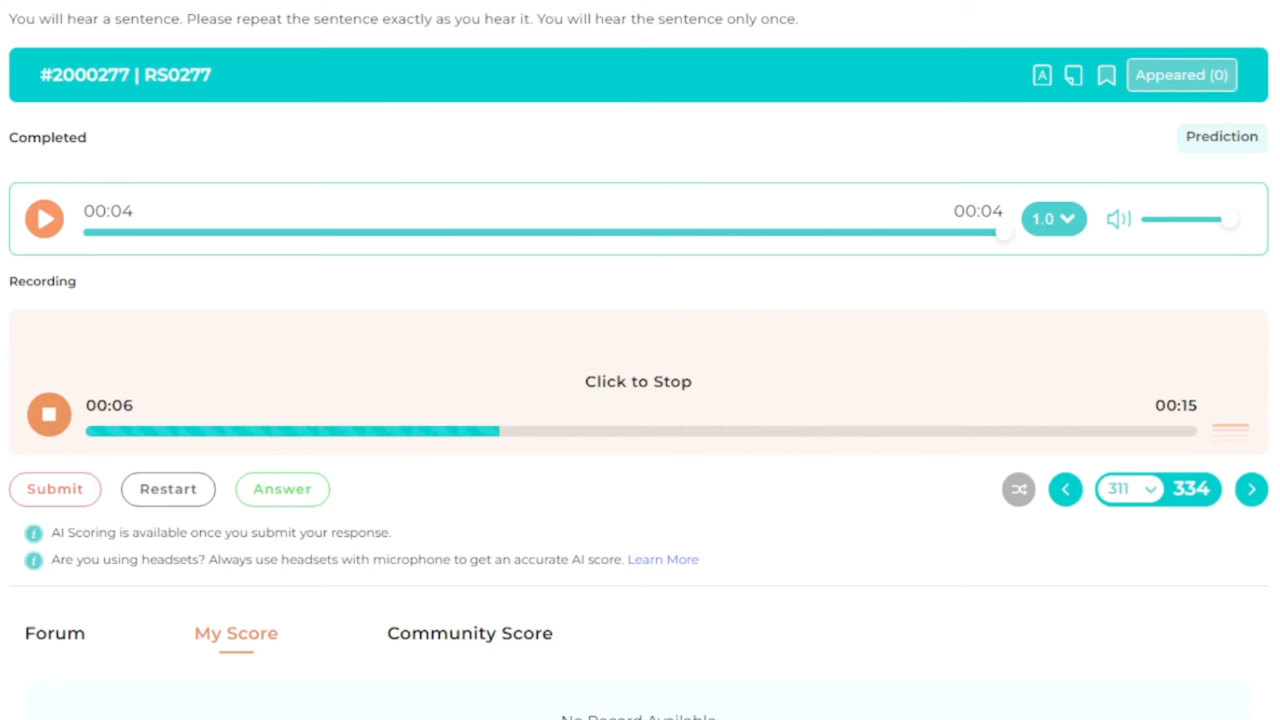 You will hear a sentence. Please repeat the sentence exactly as you hear it. You will hear the sentence only once.
#2000277 | RS0277
A
Appeared (0)
Completed
Prediction
00:04
00:04
1.0
Recording
Click to Stop
00:06
00:15
Submit
Restart
Answer
311
334
AI Scoring is available once you submit your response.
Are you using headsets? Always use headsets with microphone to get an accurate AI score. Learn More
Forum
My Score
Community Score
No Record Available